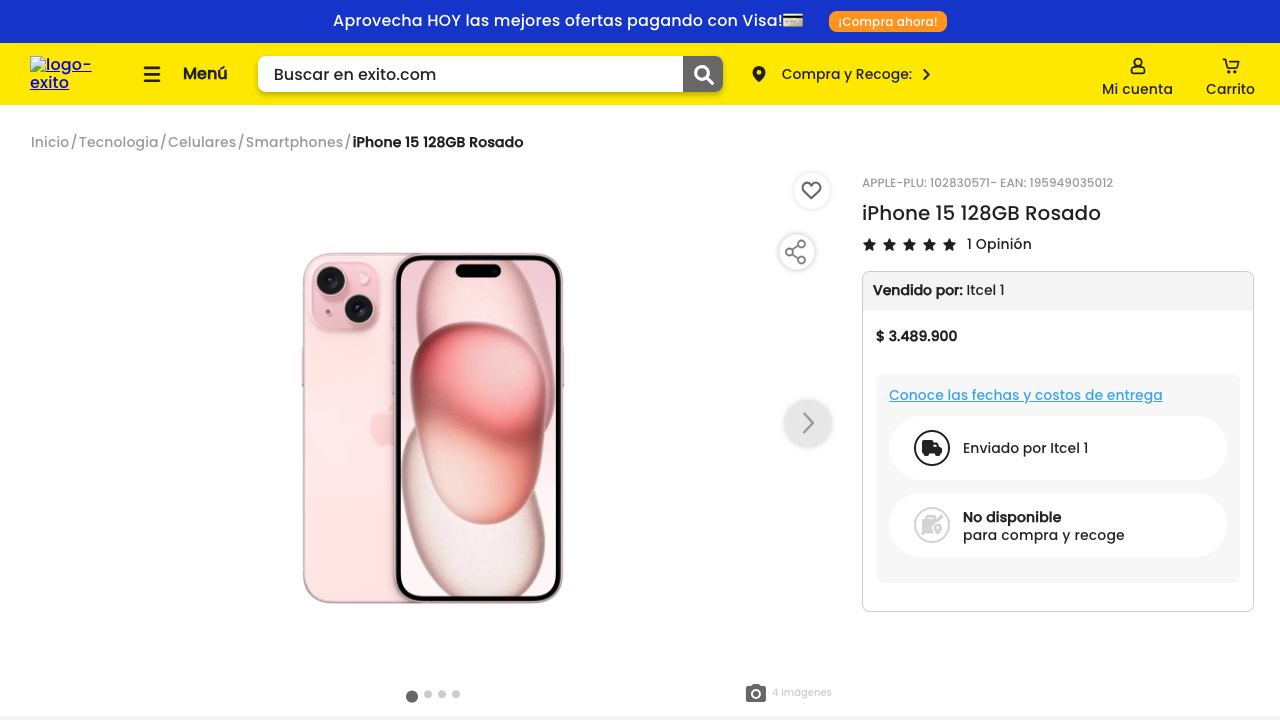 Aprovecha HOY las mejores ofertas pagando con Visa!💳
¡Compra ahora!
logo-exito
Menú
Buscar en exito.com
Compra y Recoge:
Mi cuenta
Carrito
Inicio/Tecnologia/Celulares/Smartphones/iPhone 15 128GB Rosado
APPLE-PLU: 102830571- EAN: 195949035012
iPhone 15 128GB Rosado
1 Opinión
Vendido por: Itcel 1
$ 3.489.900
Conoce las fechas y costos de entrega
Enviado por Itcel 1
No disponible
para compra y recoge
4 imágenes